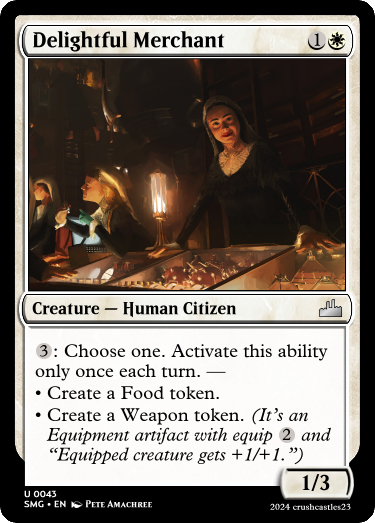 Delightful Merchant 1
Creature — Human Citizen
3: Choose one. Activate this ability
only once each turn. —
• Create a Food token.
• Create a Weapon token. (It's an
Equipment artifact with equip 2 and
“Equipped creature gets +1/+1.”)
1/3
U 0043
SMG • EN Pete Amachree
2024 crushcastles23